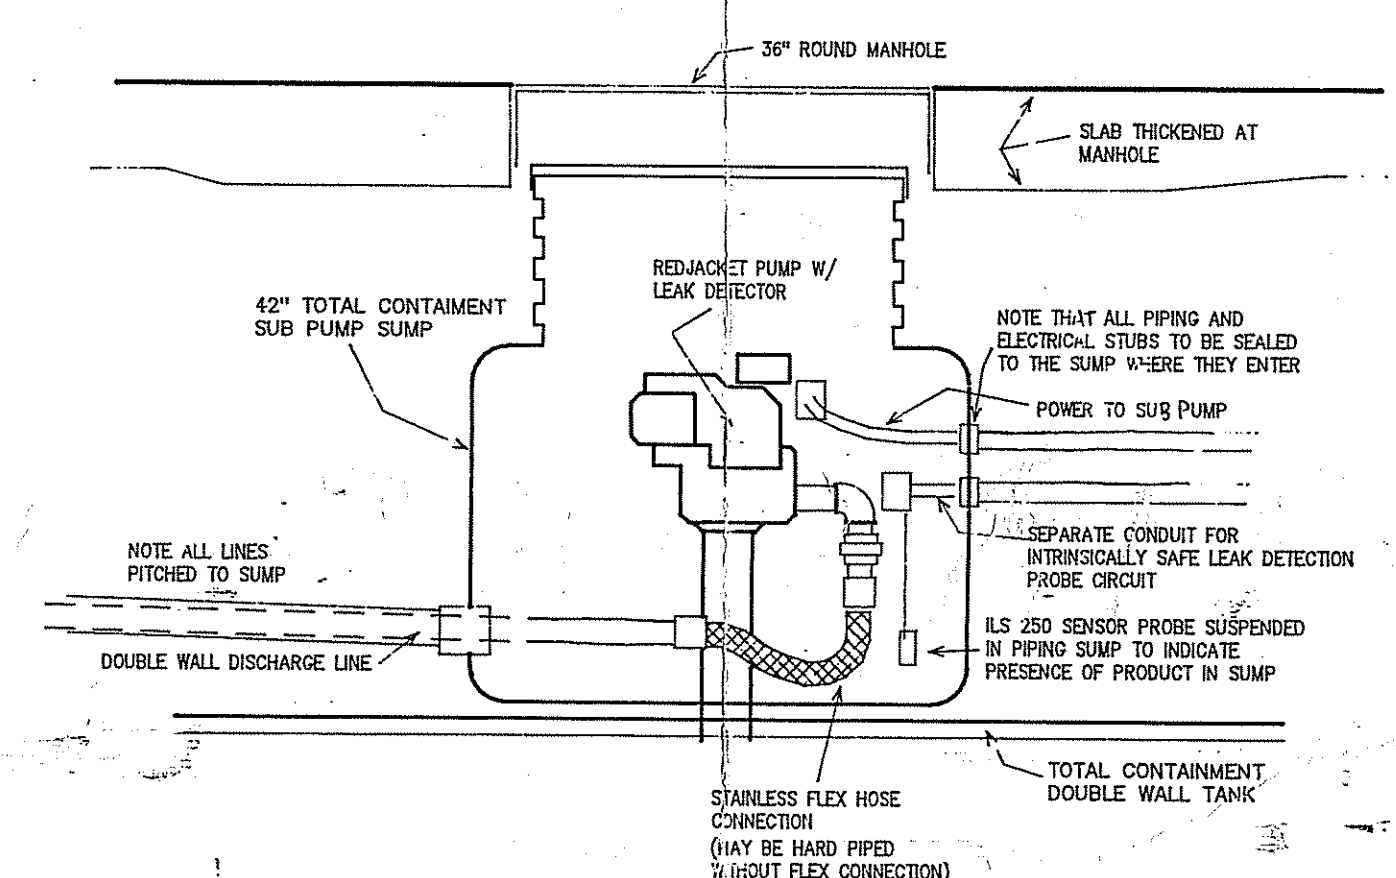 36" ROUND MANHOLE
SLAB THICKENED AT
MANHOLE
REDJACKET PUMP W/
LEAK DETECTOR
42" TOTAL CONTAIMENT
SUB PUMP SUMP
NOTE THAT ALL PIPING AND
ELECTRICAL STUBS TO BE SEALED
TO THE SUMP WHERE THEY ENTER
POWER TO SUB PUMP
SEPARATE CONDUIT FOR
INTRINSICALLY SAFE LEAK DETECTION
PROBE CIRCUIT
NOTE ALL LINES
PITCHED TO SUMP
DOUBLE WALL DISCHARGE LINE
ILS 250 SENSOR PROBE SUSPENDED
IN PIPING SUMP TO INDICATE
PRESENCE OF PRODUCT IN SUMP
TOTAL CONTAINMENT
DOUBLE WALL TANK
STAINLESS FLEX HOSE
CONNECTION
(MAY BE HARD PIPED
WITHOUT FLEX CONNECTION)